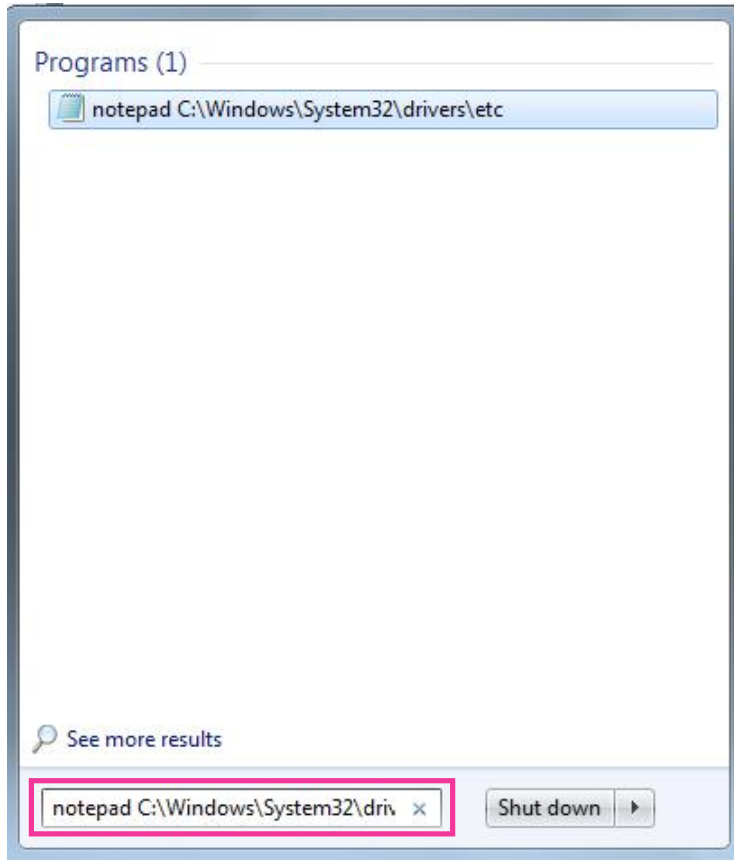 Programs (1)
notepad C:\Windows\System32\drivers\etc
See more results
notepad C:\Windows\System32\driv
Shut down